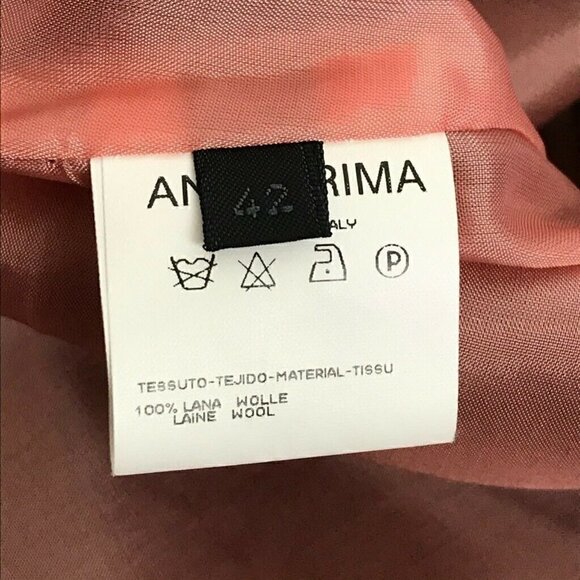 AN RIMA
42
ALY
P
TESSUTO-TEJIDO-MATERIAL-TISSU
100% LANA WOLLE
LAINE WOOL